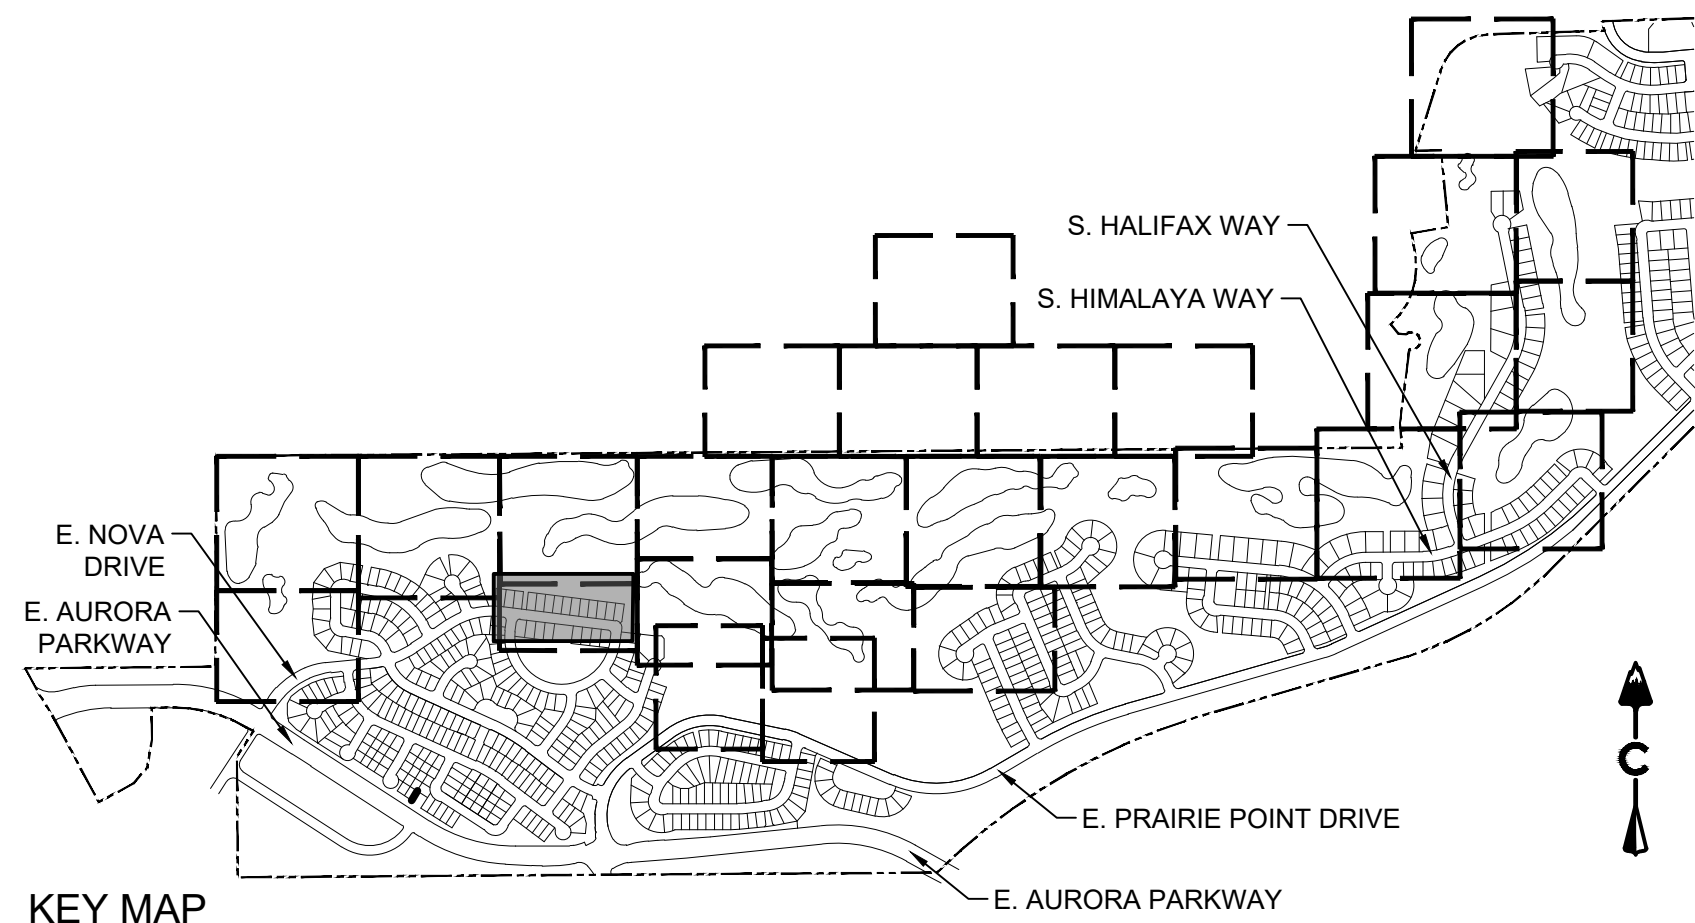 S. HALIFAX WAY
S. HIMALAYA WAY
E. NOVA
DRIVE
E. AURORA
PARKWAY
E. PRAIRIE POINT DRIVE
E. AURORA PARKWAY
KEY MAP